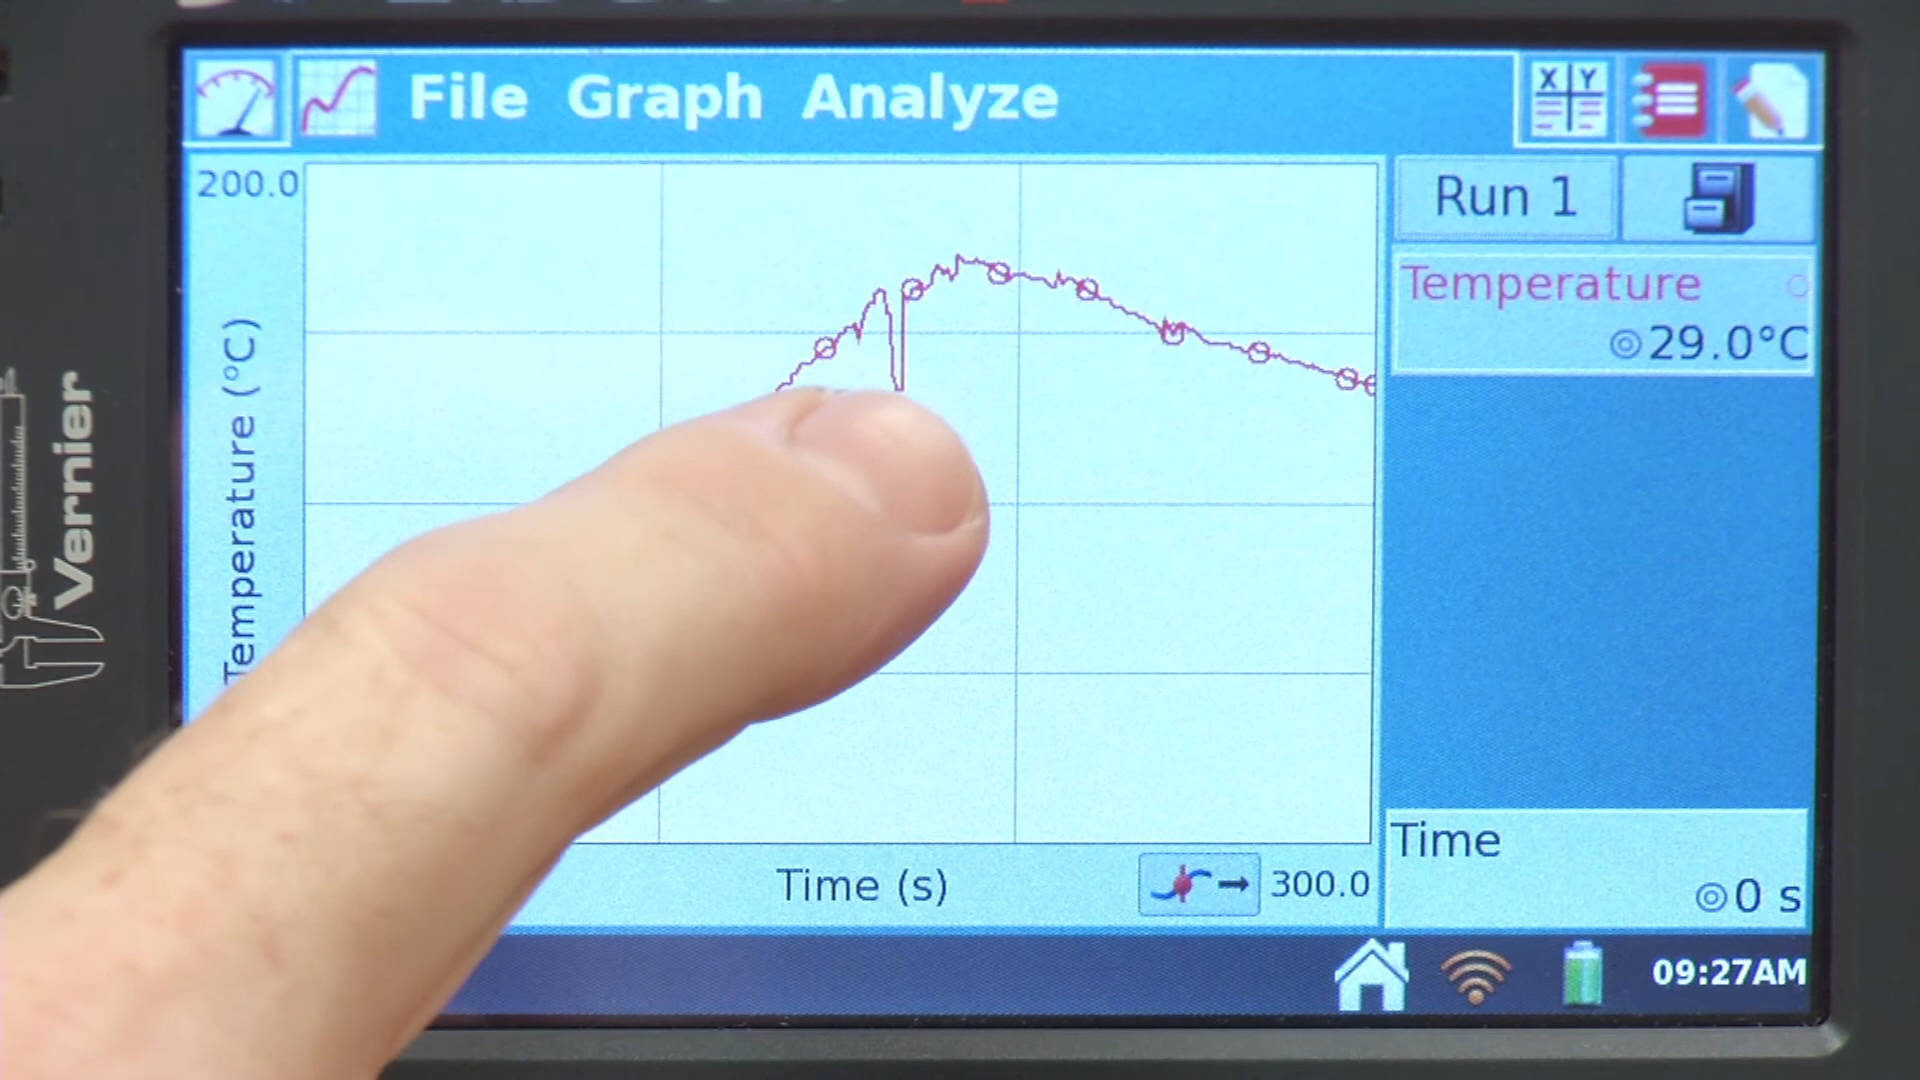 File Graph Analyze
X Y
200.0
Run 1
Temperature
29.0°C
Temperature (°C)
Vernier
Time (s)
300.0
Time
0 s
09:27AM